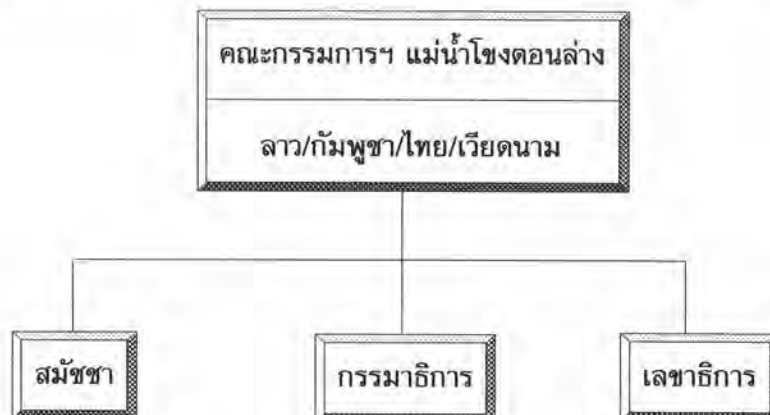 คณะกรรมการฯ แม่น้ำโขงตอนล่าง
ลาว/กัมพูชา/ไทย/เวียดนาม
สมัชชา
กรรมาธิการ
เลขาธิการ